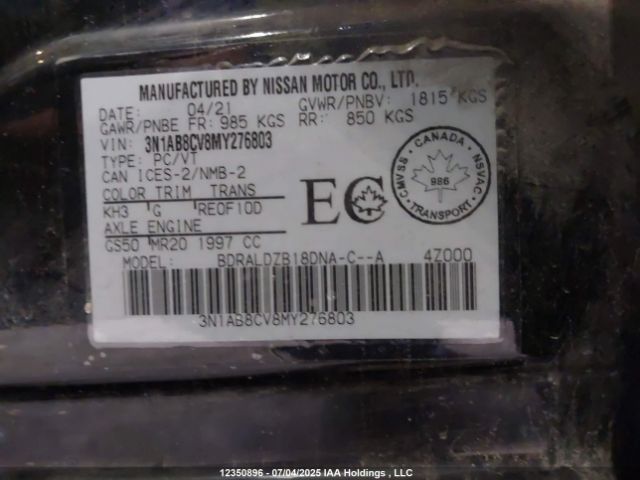 MANUFACTURED BY NISSAN MOTOR CO., LTD.
DATE: 04/21 GVWR/PNBV: 1815 KGS
GAWR/PNBE FR: 985 KGS RR: 850 KGS
VIN: 3N1AB8CV8MY276803
TYPE: PC/VT
CAN ICES-2/NMB-2
COLOR TRIM TRANS
KH3 G RE0F10D
AXLE ENGINE
GS50 MR20 1997 CC
MODEL: BDRALDZB18DNA-C--A 4Z000
EC
CANADA
CMVSS NSVAC
986
TRANSPORT
3N1AB8CV8MY276803
12350896 - 07/04/2025 IAA Holdings , LLC